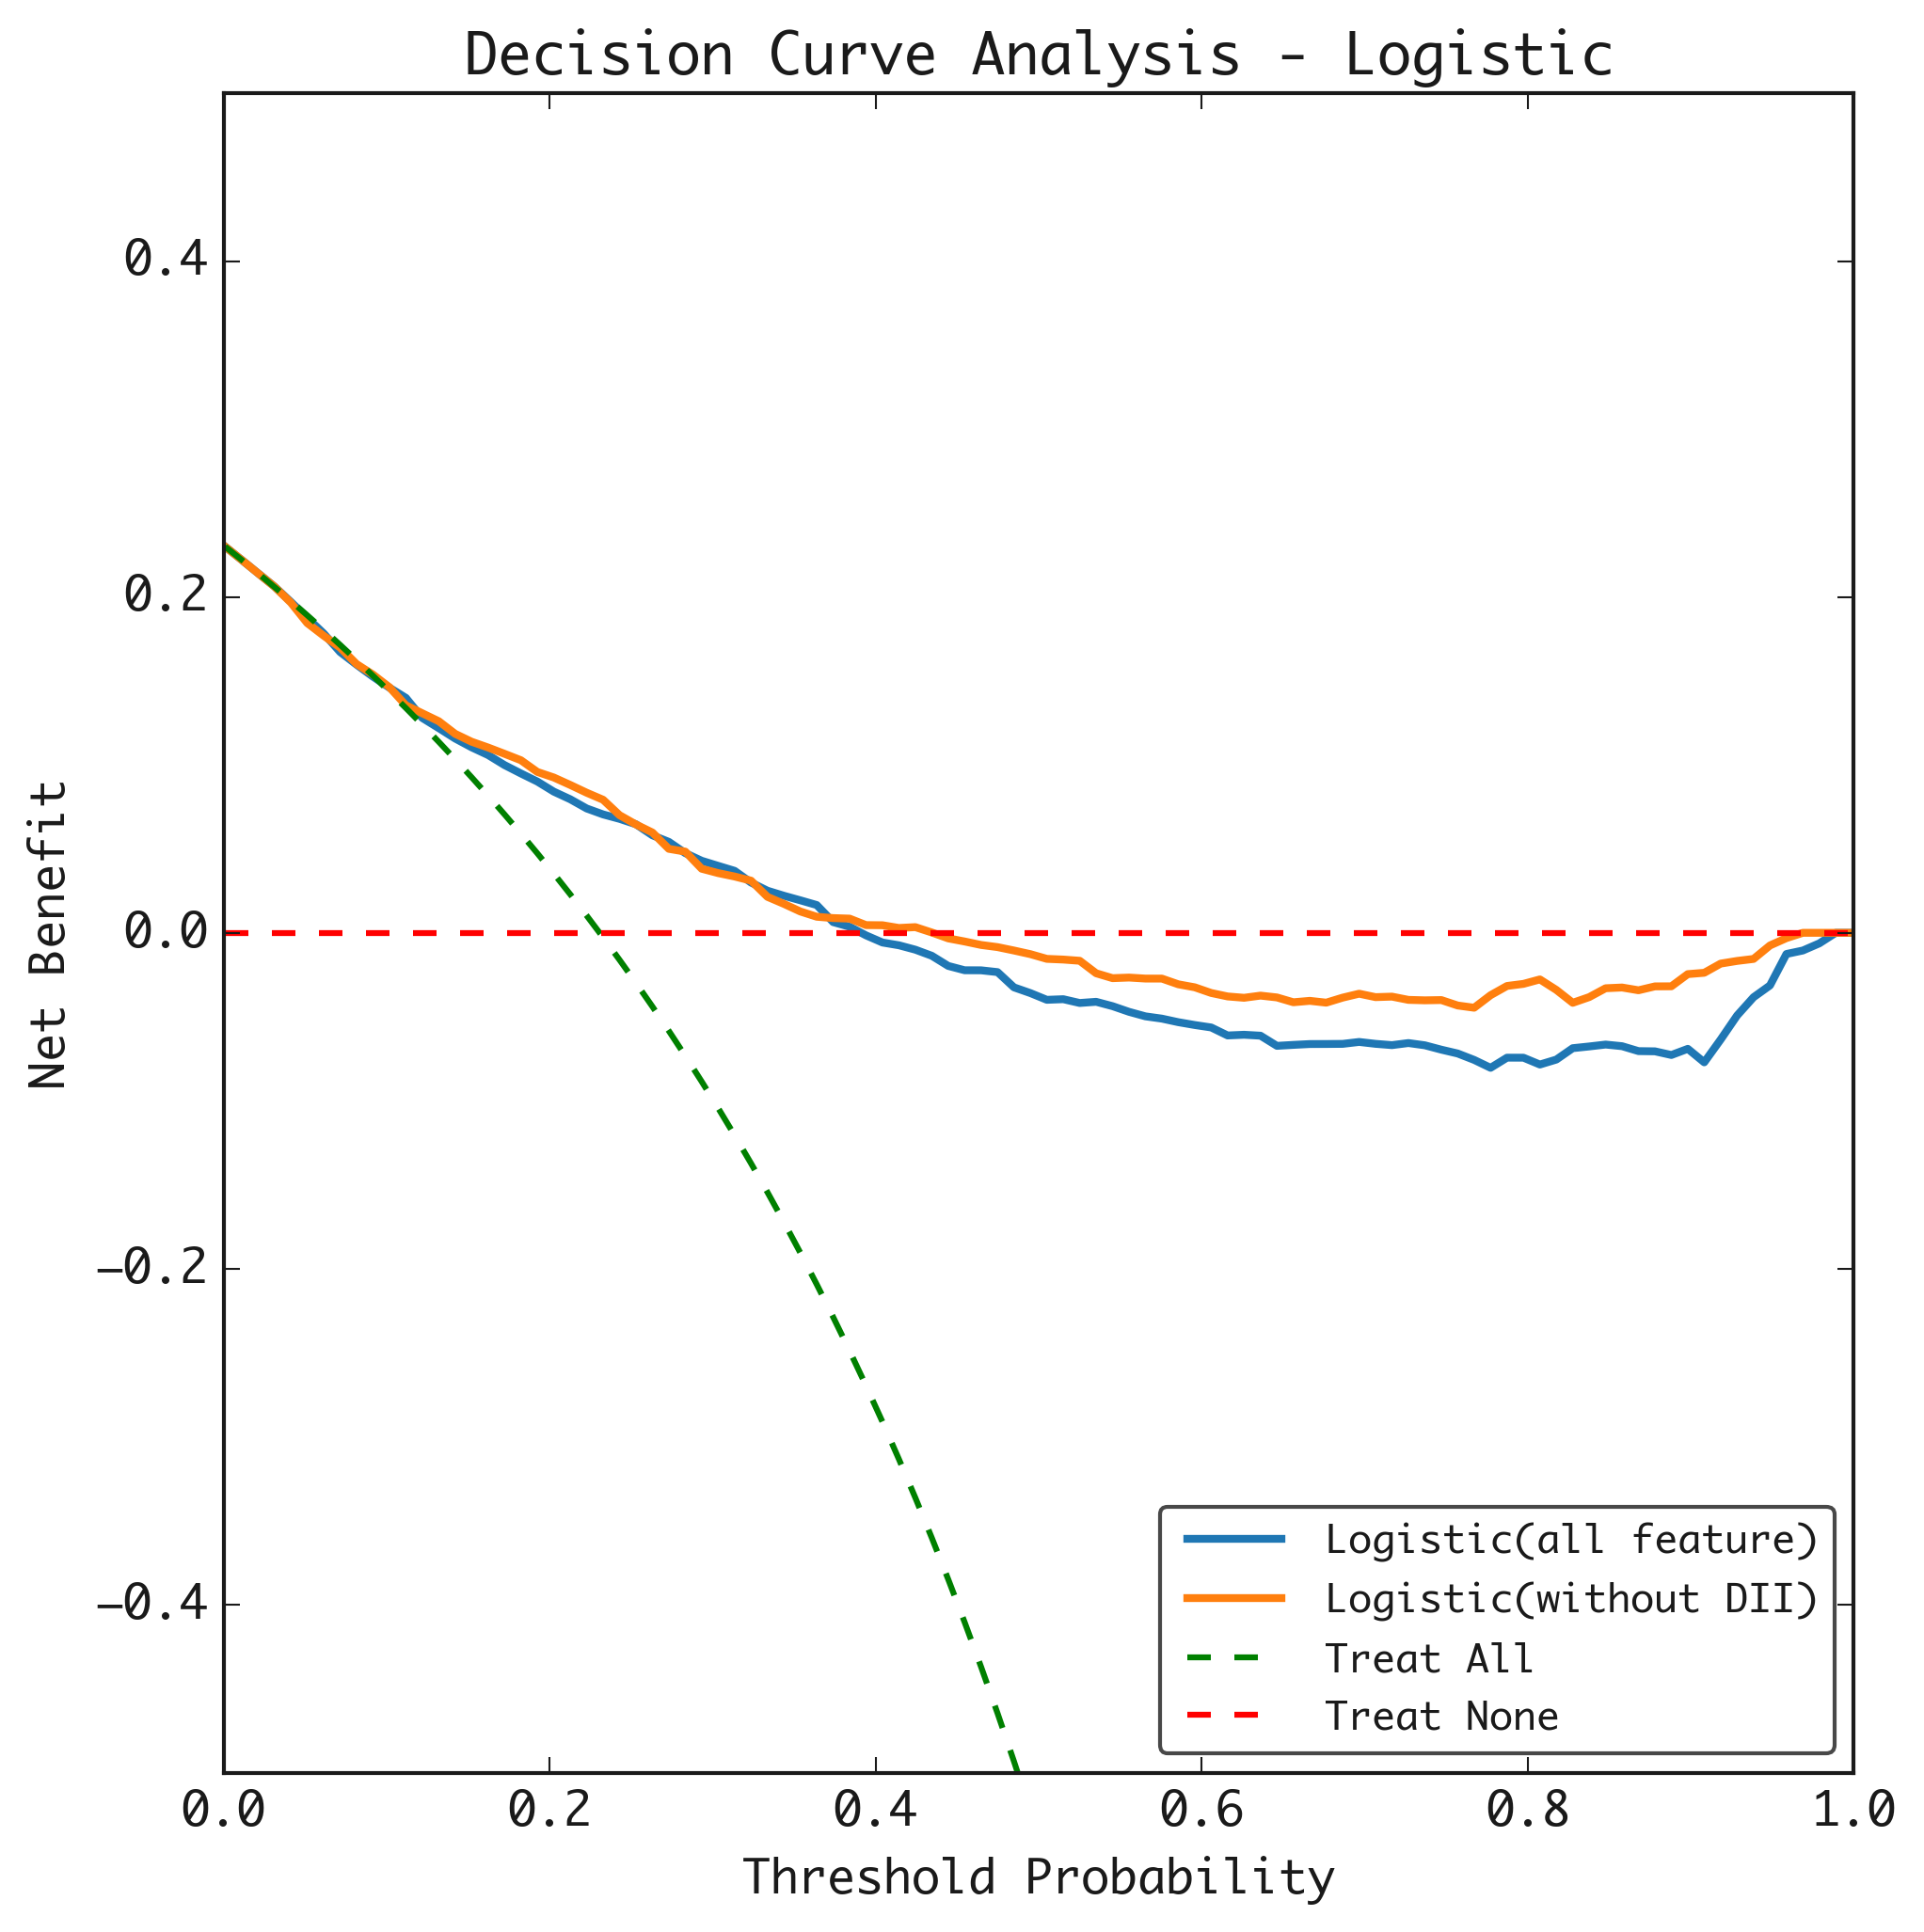 Decision Curve Analysis - Logistic
Net Benefit
0.4
0.2
0.0
−0.2
−0.4
0.0 0.2 0.4 0.6 0.8 1.0
Threshold Probability
Logistic(all feature)
Logistic(without DII)
Treat All
Treat None